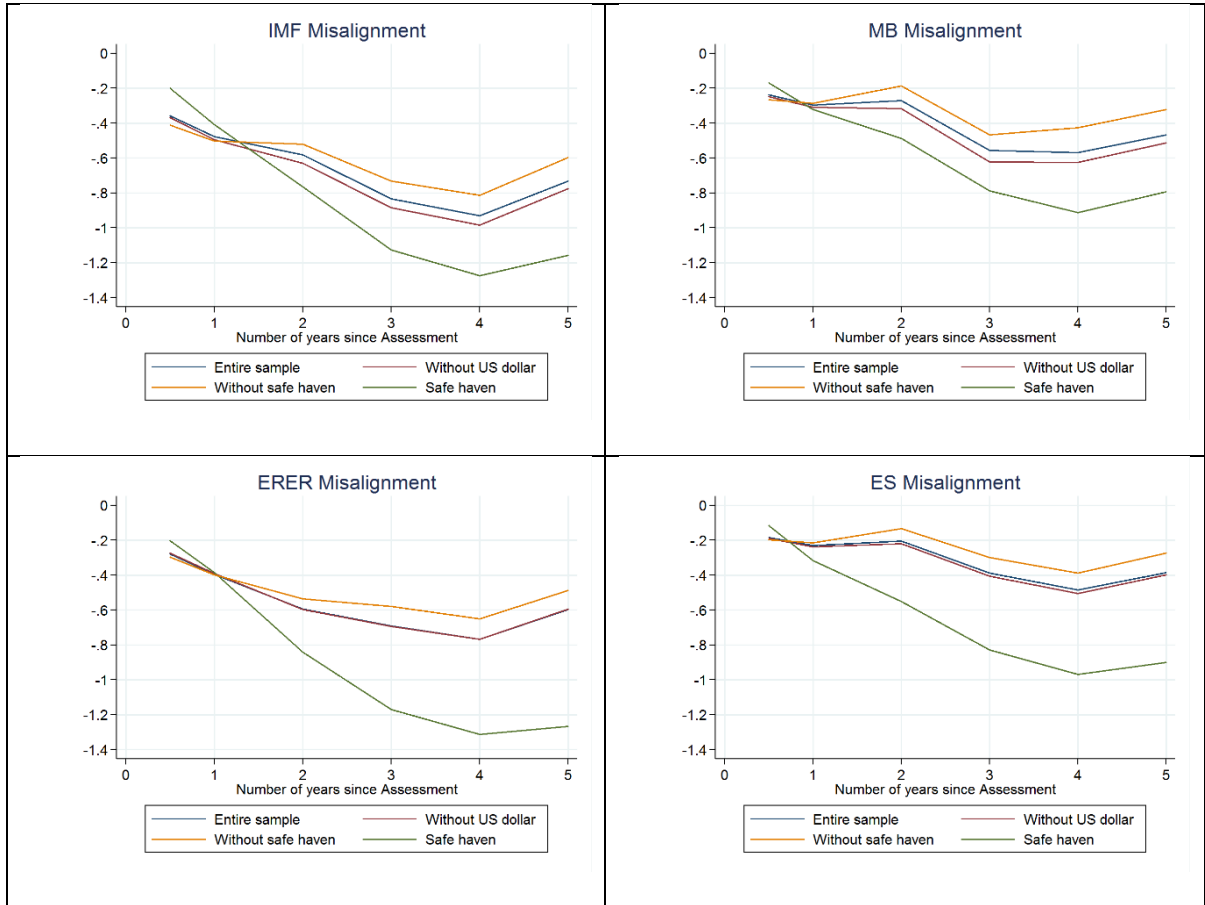 IMF Misalignment
0
-.2
-.4
-.6
-.8
-1
-1.2
-1.4
0 1 2 3 4 5
Number of years since Assessment
Entire sample Without US dollar
Without safe haven Safe haven
MB Misalignment
0
-.2
-.4
-.6
-.8
-1
-1.2
-1.4
0 1 2 3 4 5
Number of years since Assessment
Entire sample Without US dollar
Without safe haven Safe haven
ERER Misalignment
0
-.2
-.4
-.6
-.8
-1
-1.2
-1.4
0 1 2 3 4 5
Number of years since Assessment
Entire sample Without US dollar
Without safe haven Safe haven
ES Misalignment
0
-.2
-.4
-.6
-.8
-1
-1.2
-1.4
0 1 2 3 4 5
Number of years since Assessment
Entire sample Without US dollar
Without safe haven Safe haven